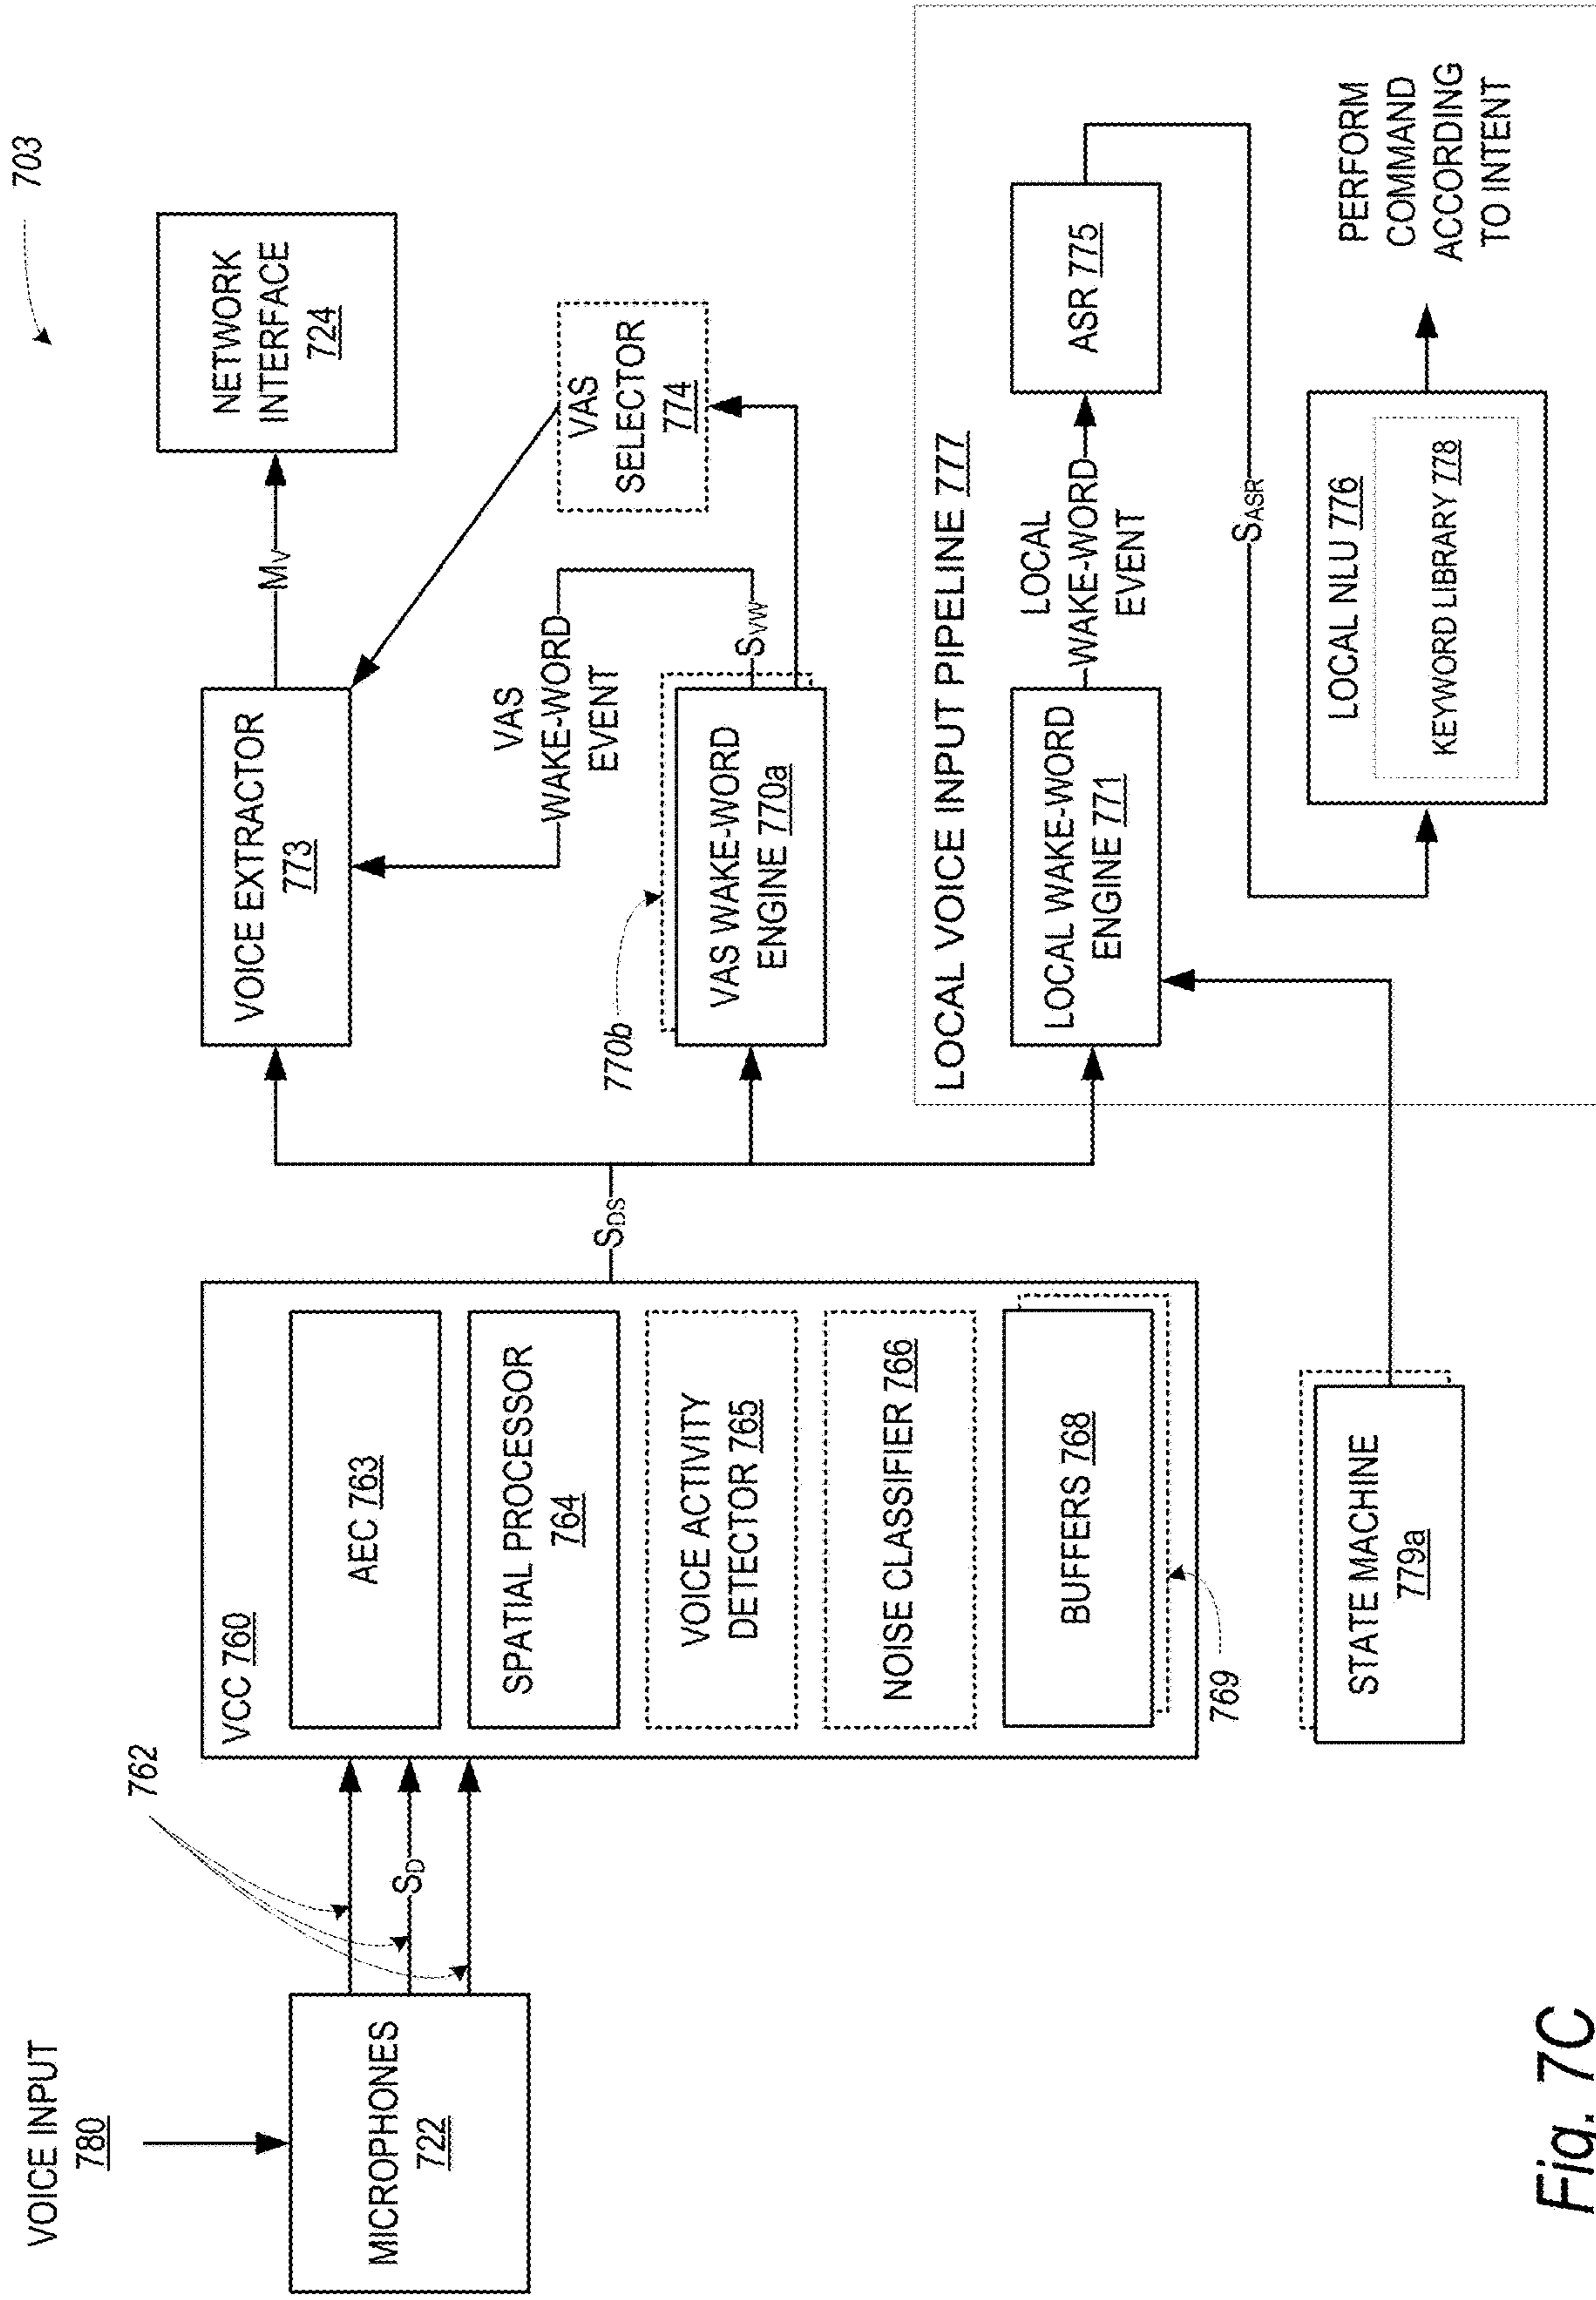 703
VOICE INPUT
780
MICROPHONES
722
762
SD
VCC 760
AEC 763
SPATIAL PROCESSOR
764
VOICE ACTIVITY
DETECTOR 765
NOISE CLASSIFIER 766
BUFFERS 768
769
STATE MACHINE
779a
SDS
VOICE EXTRACTOR
773
MV
NETWORK
INTERFACE
724
VAS
WAKE-WORD
EVENT
VAS
SELECTOR
774
SVW
770b
VAS WAKE-WORD
ENGINE 770a
LOCAL VOICE INPUT PIPELINE 777
LOCAL WAKE-WORD
ENGINE 771
LOCAL
WAKE-WORD
EVENT
ASR 775
SASR
LOCAL NLU 776
KEYWORD LIBRARY 778
PERFORM
COMMAND
ACCORDING
TO INTENT
Fig. 7C